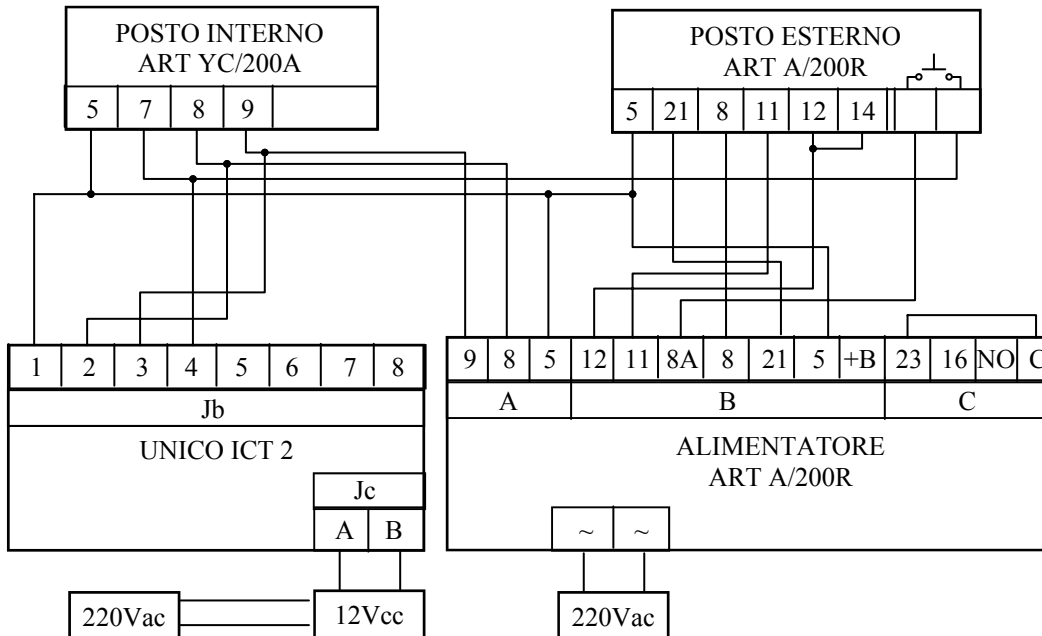 POSTO INTERNO
ART YC/200A
5 7 8 9
POSTO ESTERNO
ART A/200R
5 21 8 11 12 14
1 2 3 4 5 6 7 8
Jb
UNICO ICT 2
Jc
A B
220Vac
12Vcc
9 8 5 12 11 8A 8 21 5 +B 23 16 NO C
A B C
ALIMENTATORE
ART A/200R
~ ~
220Vac